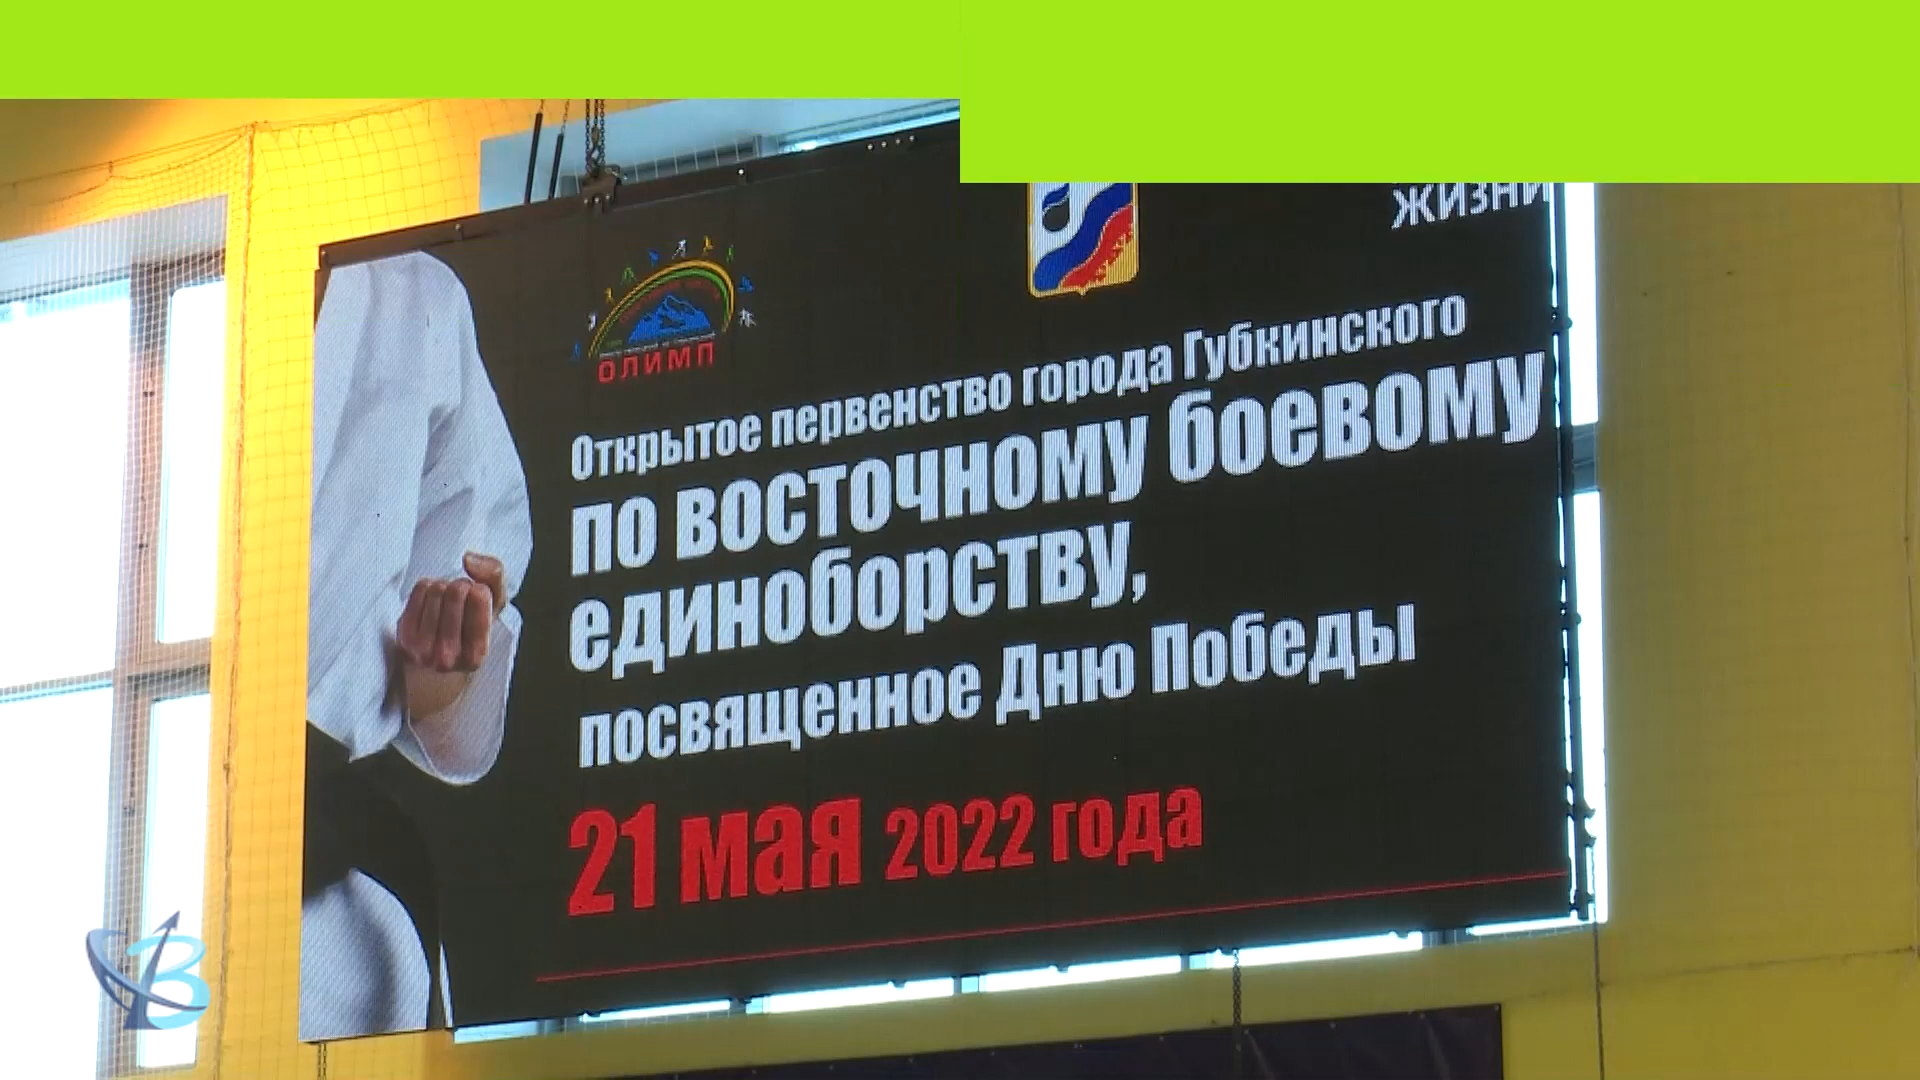 жизни
ОЛИМП
Открытое первенство города Губкинского
по восточному боевому
единоборству,
посвященное Дню Победы
21 мая 2022 года
В